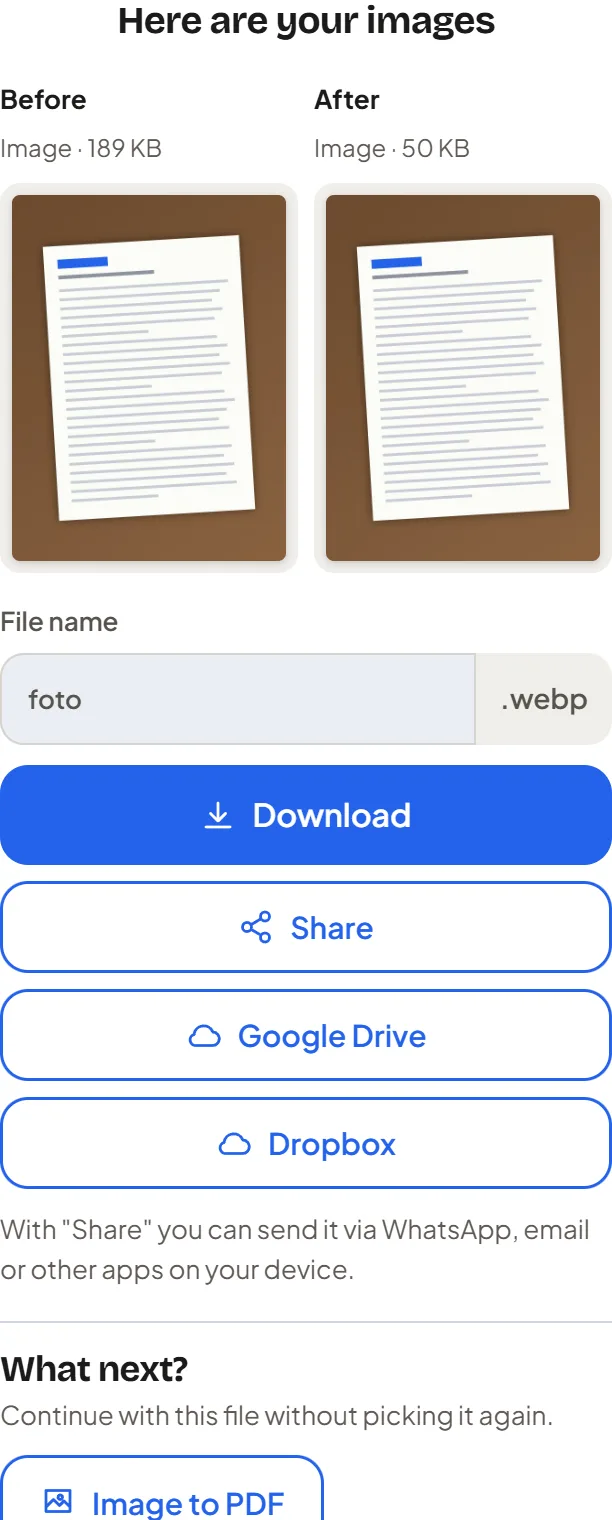 Here are your images
Before
After
Image · 189 KB
Image · 50 KB
File name
foto
.webp
Download
Share
Google Drive
Dropbox
With "Share" you can send it via WhatsApp, email
or other apps on your device.
What next?
Continue with this file without picking it again.
Image to PDF